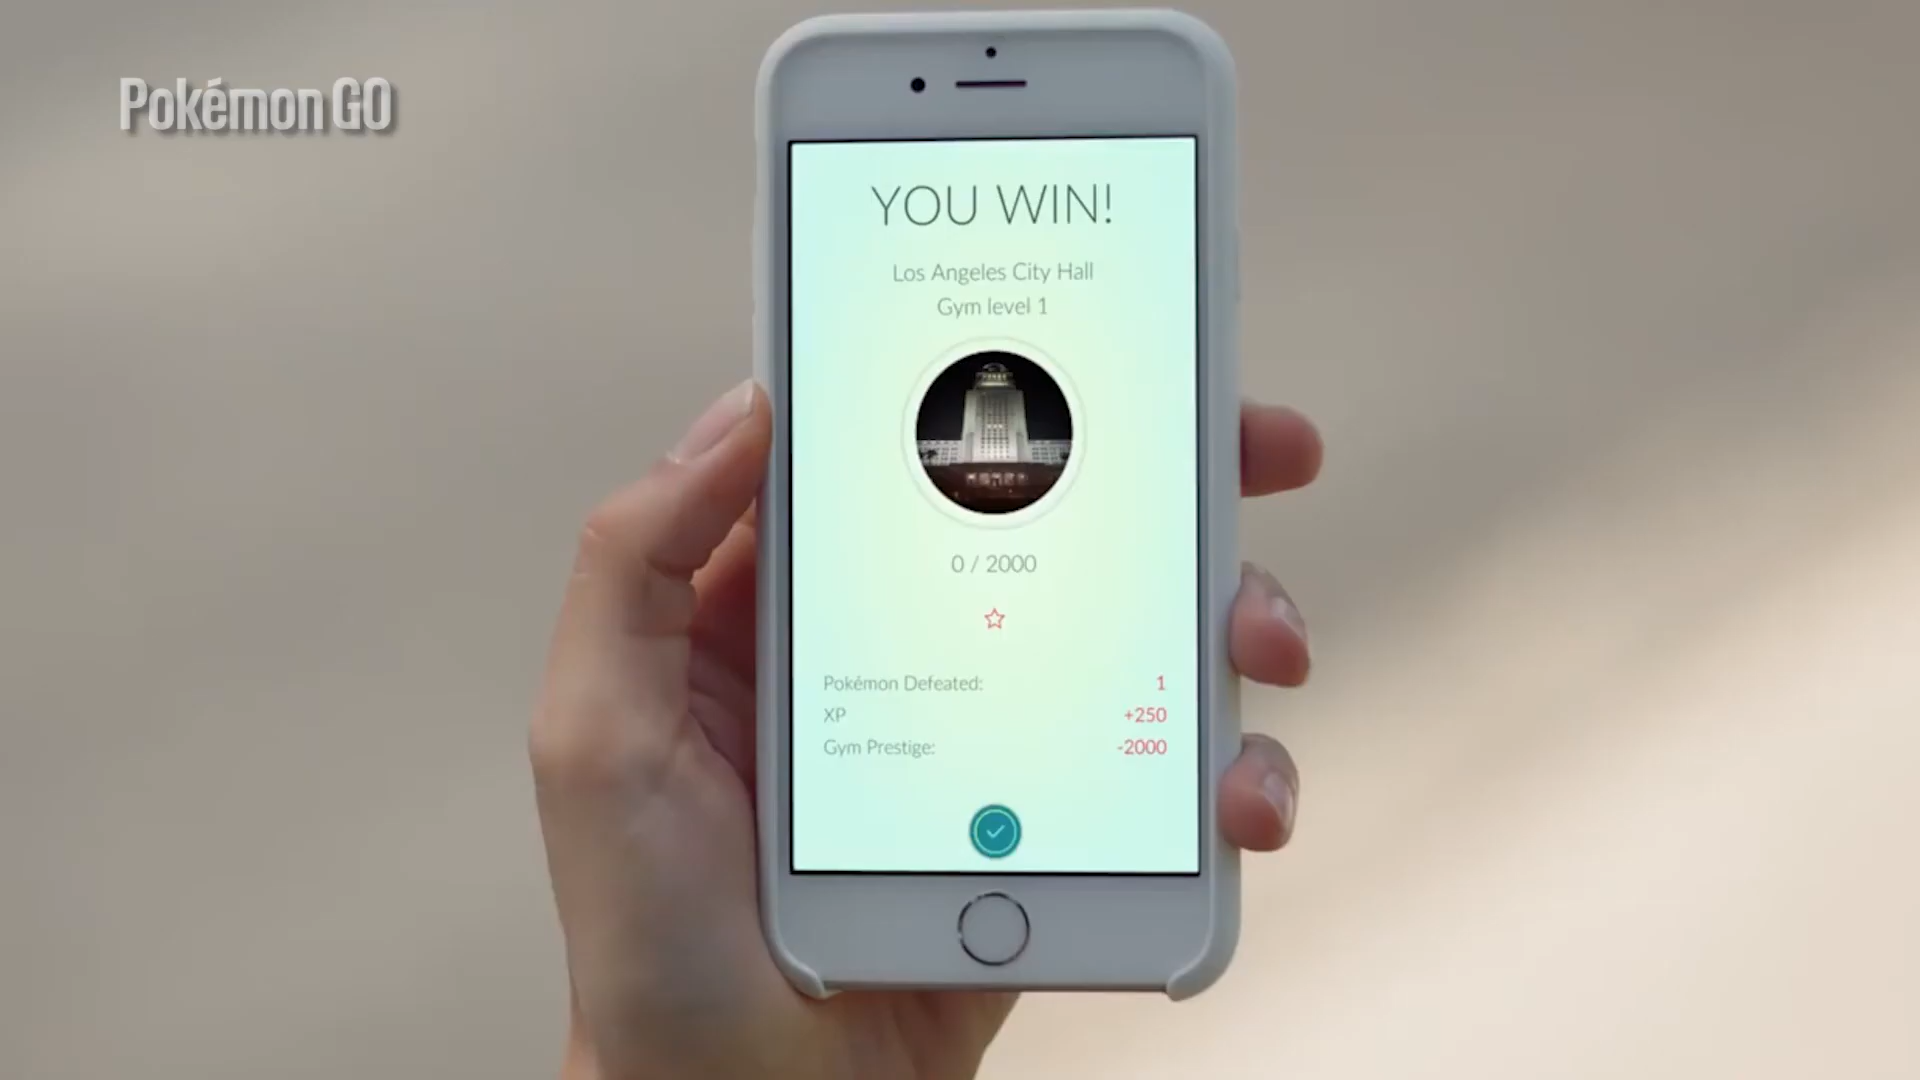 Pokémon GO
YOU WIN!
Los Angeles City Hall
Gym level 1
0 / 2000
Pokémon Defeated: 1
XP +250
Gym Prestige: -2000